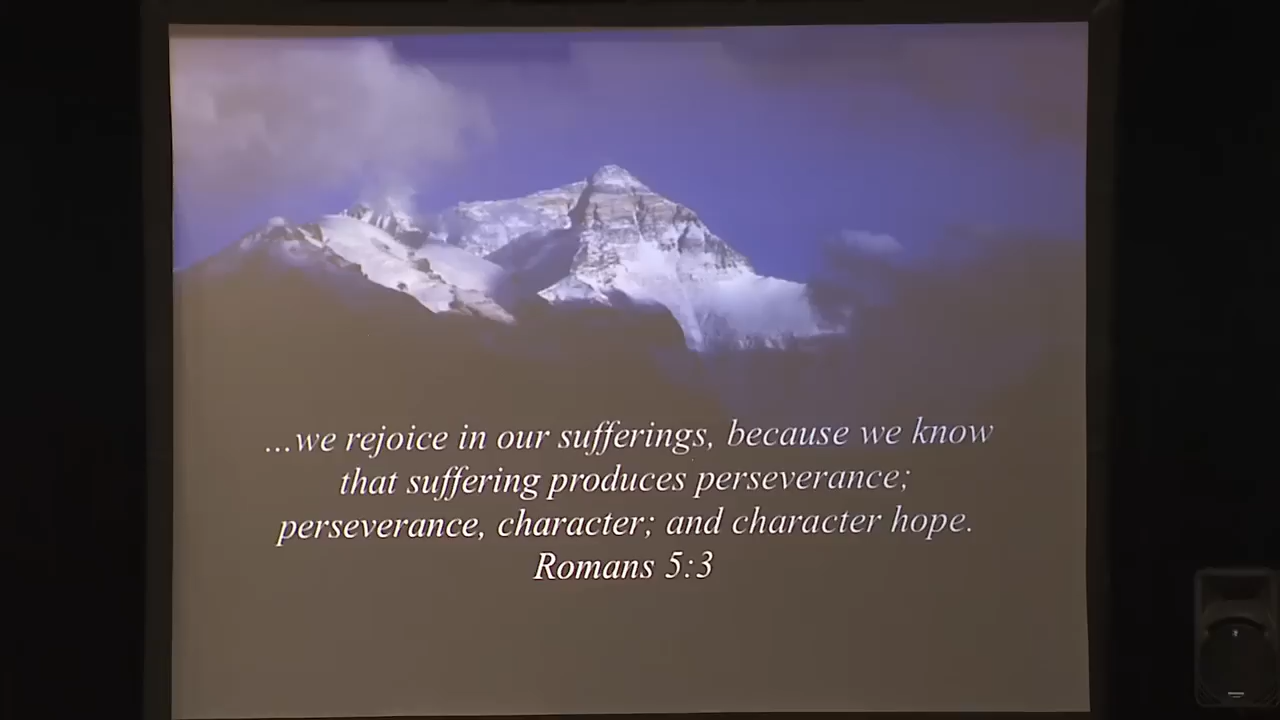 ...we rejoice in our sufferings, because we know
that suffering produces perseverance;
perseverance, character; and character hope.
Romans 5:3